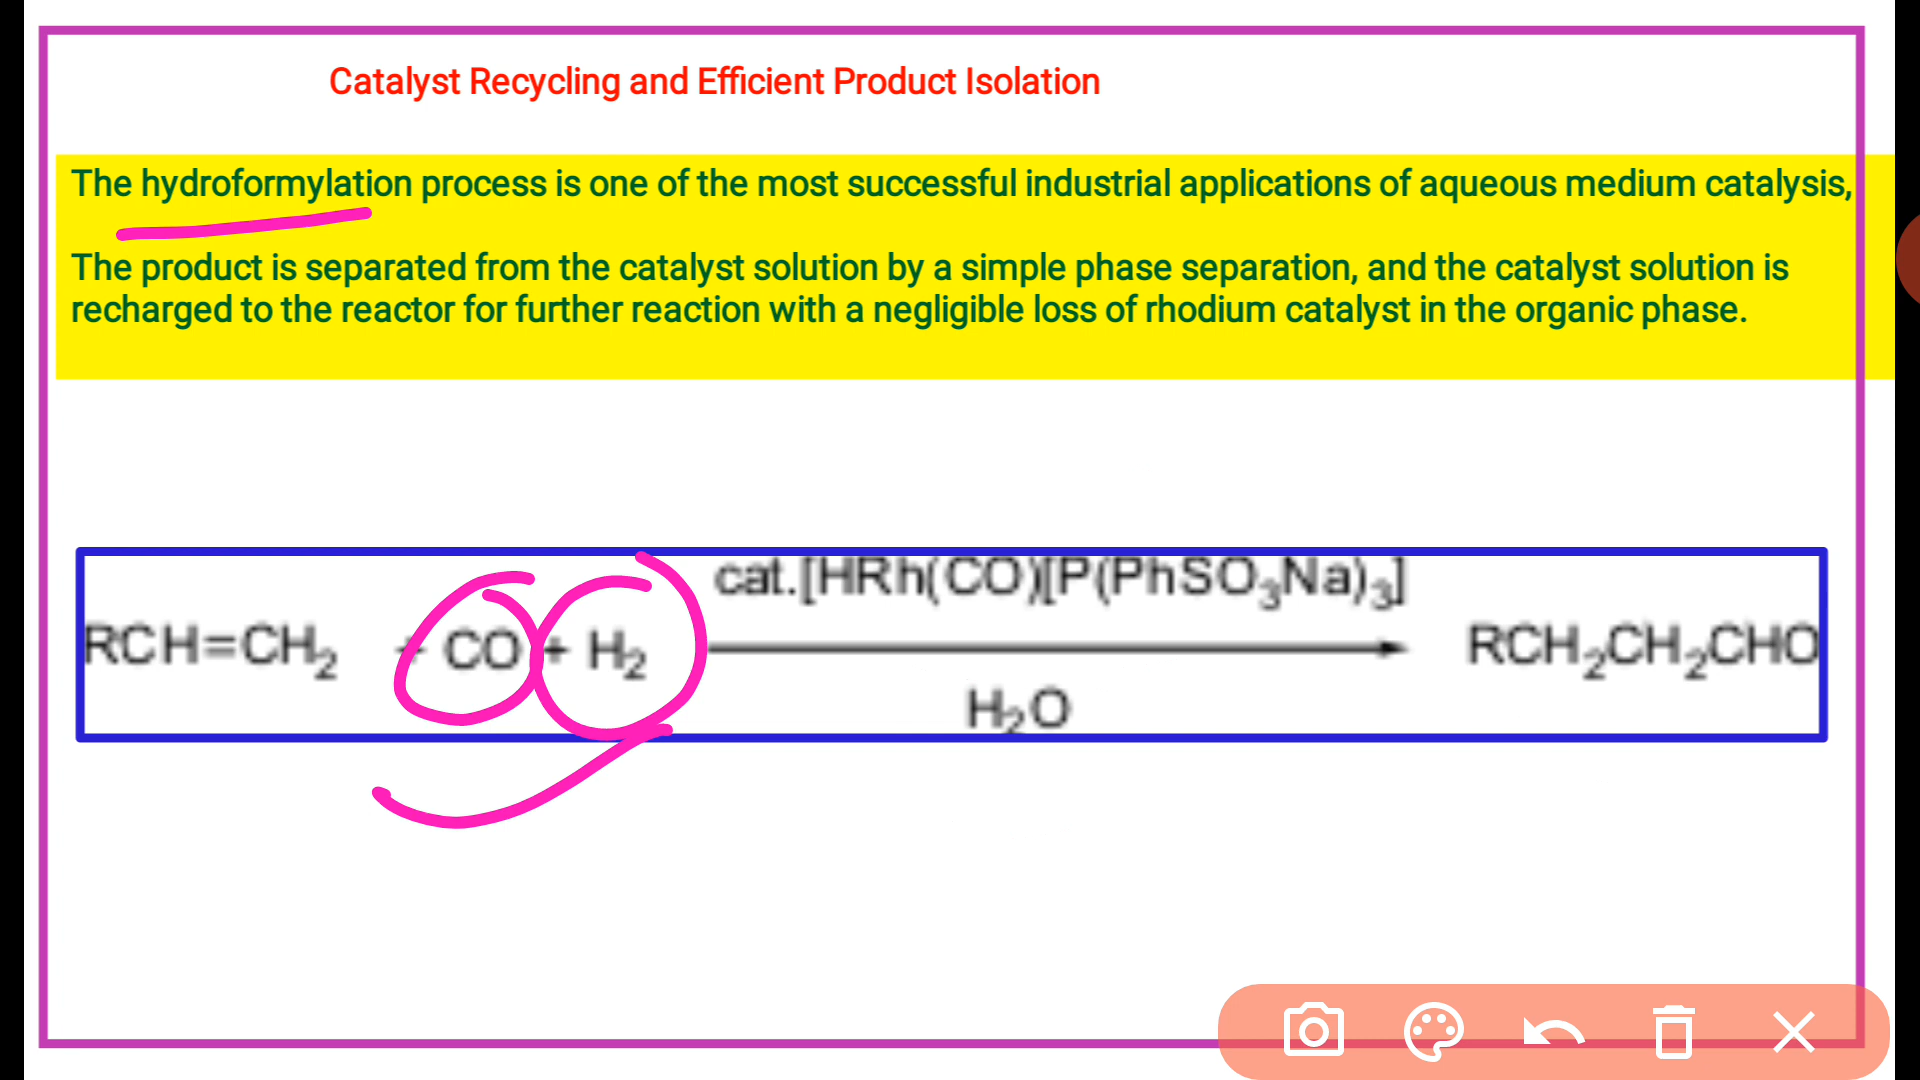 Catalyst Recycling and Efficient Product Isolation
The hydroformylation process is one of the most successful industrial applications of aqueous medium catalysis,
The product is separated from the catalyst solution by a simple phase separation, and the catalyst solution is
recharged to the reactor for further reaction with a negligible loss of rhodium catalyst in the organic phase.
cat.[HRh(CO)[P(PhSO₃Na)₃]
RCH=CH₂ + CO + H₂ RCH₂CH₂CHO
H₂O